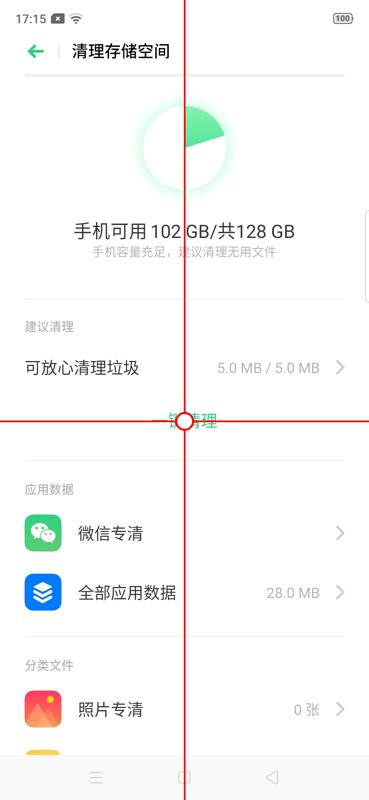 17:15
100
清理存储空间
手机可用 102 GB/共128 GB
手机容量充足，建议清理无用文件
建议清理
可放心清理垃圾 5.0 MB / 5.0 MB
一键清理
应用数据
微信专清
全部应用数据 28.0 MB
分类文件
照片专清 0 张